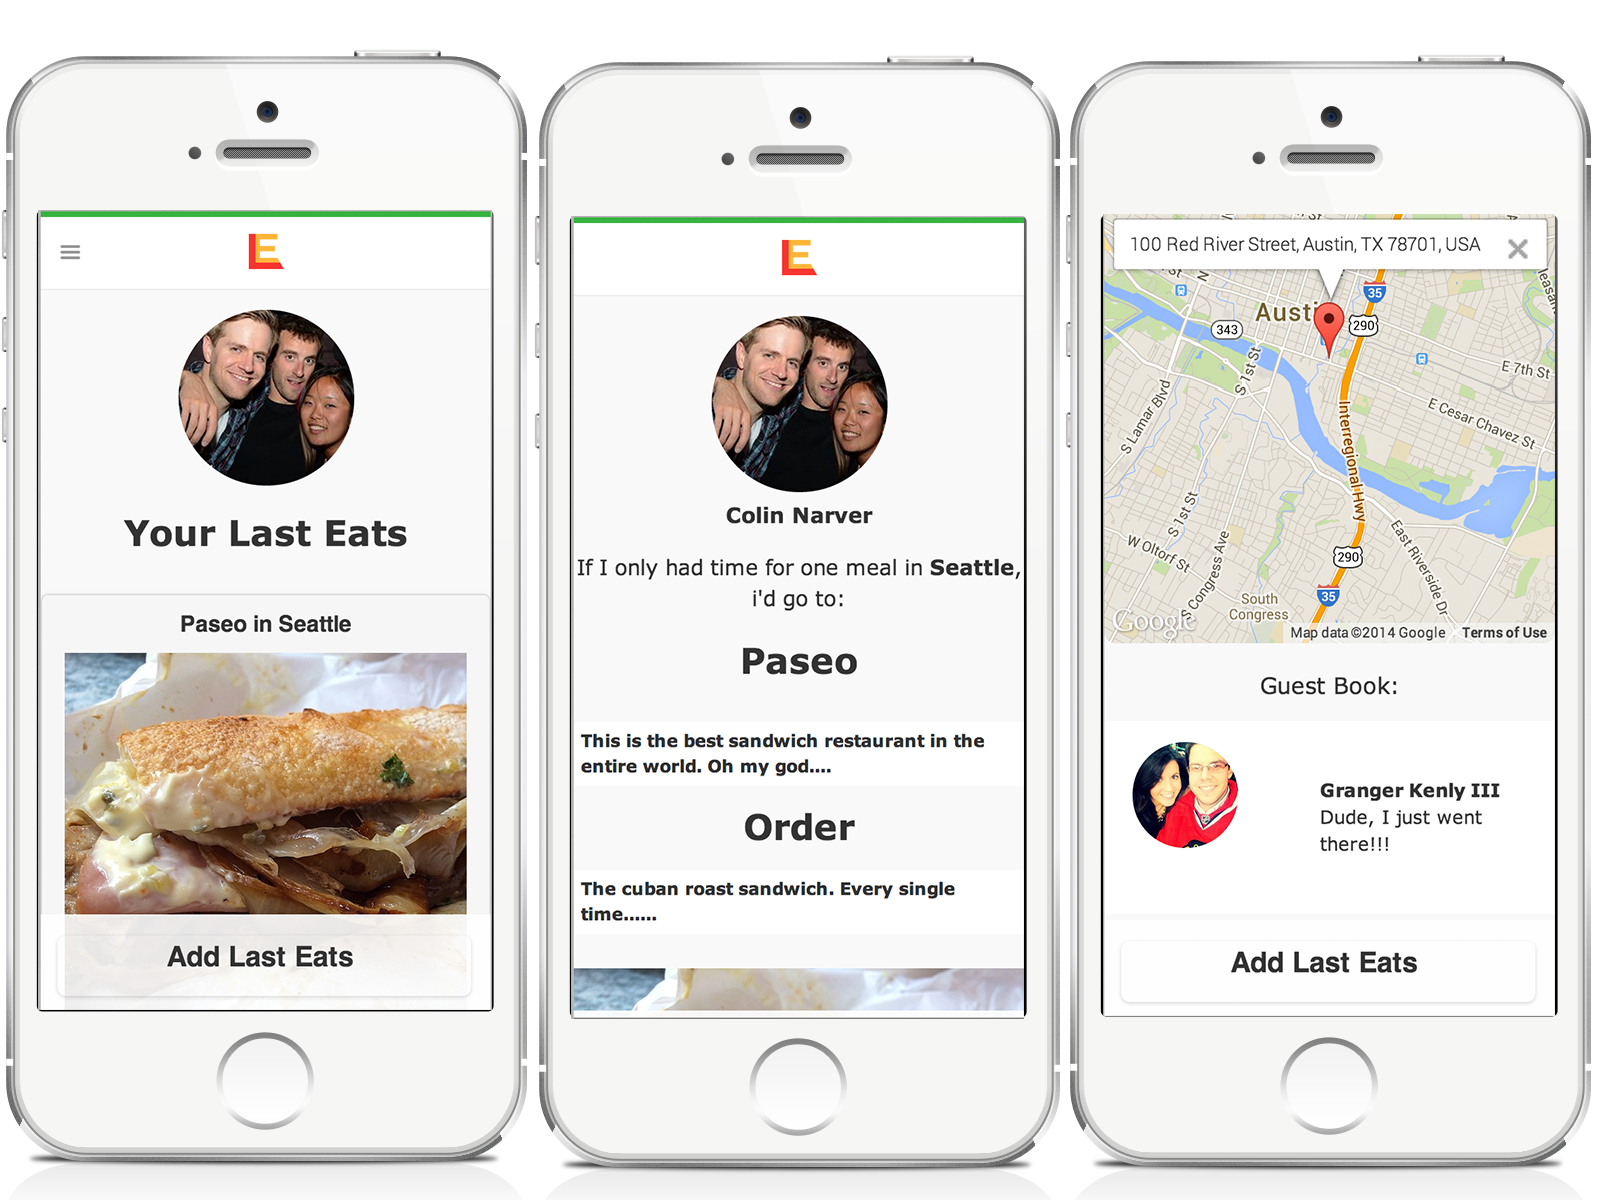 LE
Your Last Eats
Paseo in Seattle
Add Last Eats
LE
Colin Narver
If I only had time for one meal in Seattle,
i'd go to:
Paseo
This is the best sandwich restaurant in the
entire world. Oh my god....
Order
The cuban roast sandwich. Every single
time......
100 Red River Street, Austin, TX 78701, USA
35
Austi
290
343
E 7th St
S 1st St
S Lamar Blvd
E Cesar Chavez St
Interregional Hwy
S 1st St
W Oltorf St
S Congress Ave
East Riverside Dr
290
35
South
Congress
Google
Map data ©2014 Google
Terms of Use
Guest Book:
Granger Kenly III
Dude, I just went
there!!!
Add Last Eats